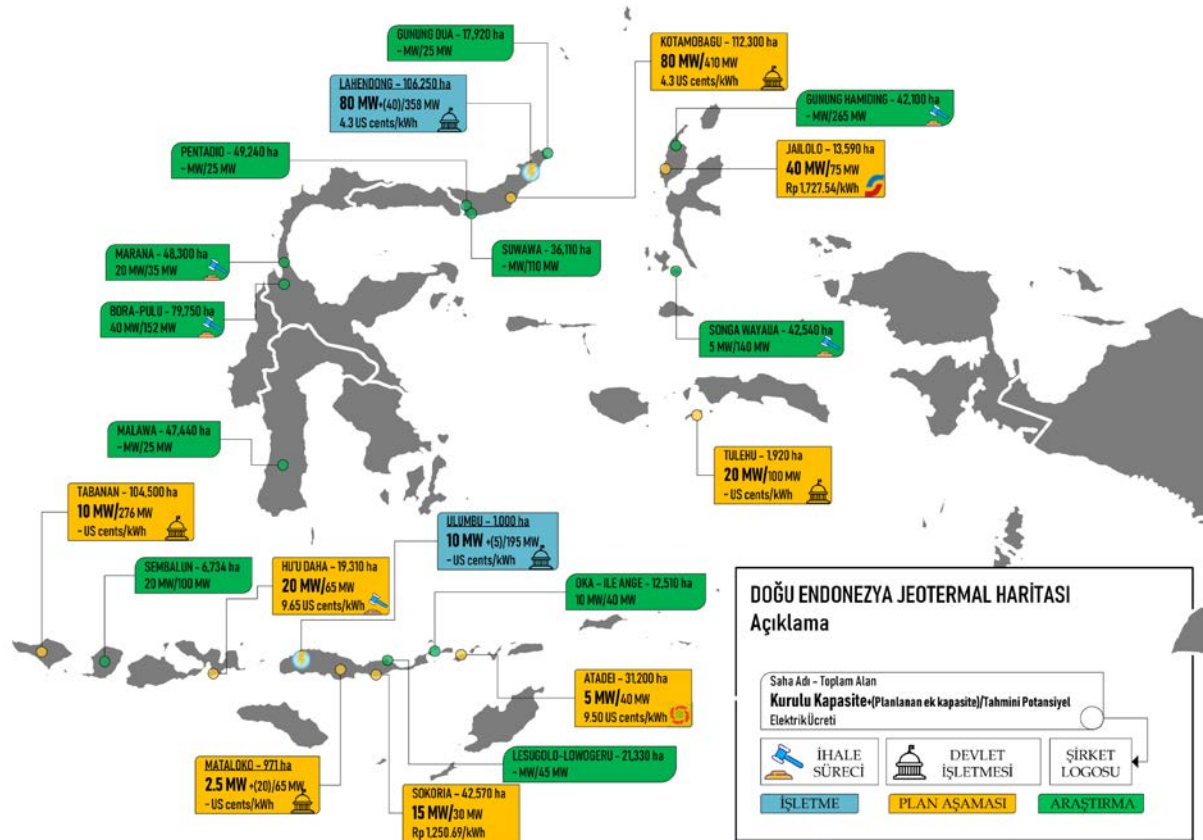 GUNUNG DUA - 17,920 ha
- MW/25 MW
LAHENDONG - 106.250 ha
80 MW+(40)/358 MW
4.3 US cents/kWh
KOTAMOBAGU - 112,300 ha
80 MW/410 MW
4.3 US cents/kWh
GUNUNG HAMIDING - 42,100 ha
- MW/265 MW
PENTADIO - 49,240 ha
- MW/25 MW
JAILOLO - 13,590 ha
40 MW/75 MW
Rp 1,727.54/kWh
SUWAWA - 36,110 ha
- MW/110 MW
MARANA - 48,300 ha
20 MW/35 MW
BORA-PULU - 79,750 ha
40 MW/152 MW
SONGA WAYAUA - 42,540 ha
5 MW/140 MW
MALAWA - 47,440 ha
- MW/25 MW
TULEHU - 1,920 ha
20 MW/100 MW
- US cents/kWh
TABANAN - 104,500 ha
10 MW/276 MW
- US cents/kWh
ULUMBU - 1.000 ha
10 MW +(5)/195 MW
- US cents/kWh
SEMBALUN - 6,734 ha
20 MW/100 MW
HU'U DAHA - 19,310 ha
20 MW/65 MW
9.65 US cents/kWh
OKA - ILE ANGE - 12,510 ha
10 MW/40 MW
ATADEI - 31,200 ha
5 MW/40 MW
9.50 US cents/kWh
MATALOKO - 971 ha
2.5 MW +(20)/65 MW
- US cents/kWh
SOKORIA - 42,570 ha
15 MW/30 MW
Rp 1,250.69/kWh
LESUGOLO-LOWOGERU - 21,330 ha
- MW/45 MW
DOĞU ENDONEZYA JEOTERMAL HARİTASI
Açıklama
Saha Adı - Toplam Alan
Kurulu Kapasite+(Planlanan ek kapasite)/Tahmini Potansiyel
Elektrik Ücreti
İHALE SÜRECİ
DEVLET İŞLETMESİ
ŞİRKET LOGOSU
İŞLETME
PLAN AŞAMASI
ARAŞTIRMA